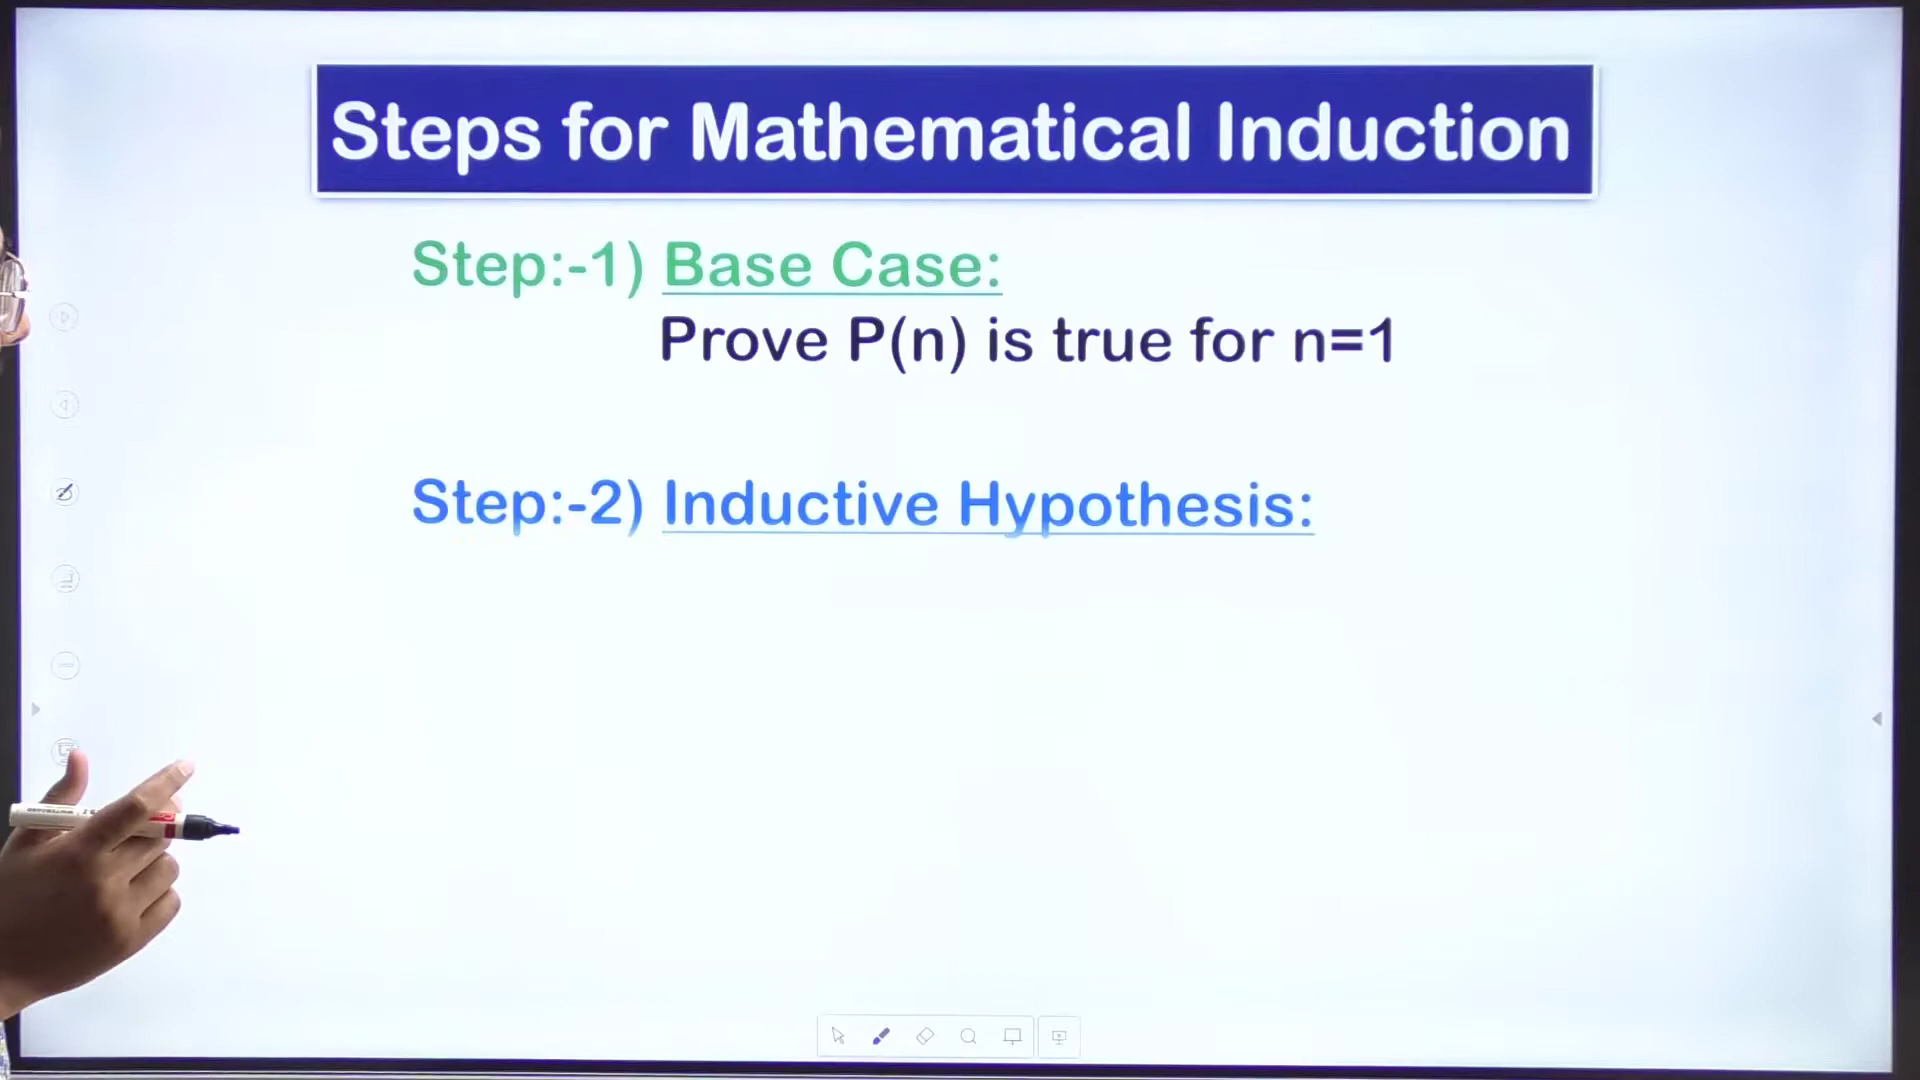 Steps for Mathematical Induction
Step:-1) Base Case:
Prove P(n) is true for n=1
Step:-2) Inductive Hypothesis: